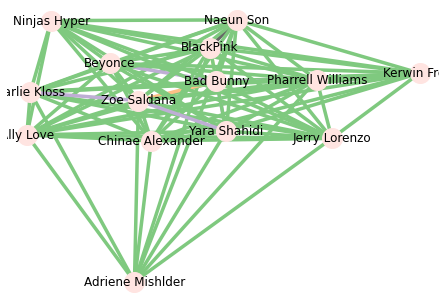 Ninjas Hyper
Naeun Son
BlackPink
Beyonce
Kerwin Fro
Bad Bunny
Pharrell Williams
arlie Kloss
Zoe Saldana
Yara Shahidi
lly Love
Chinae Alexander
Jerry Lorenzo
Adriene Mishlder